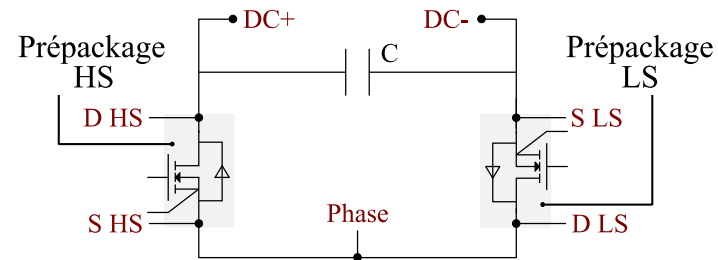 DC+
DC-
Prépackage
HS
C
Prépackage
LS
D HS
S LS
S HS
Phase
D LS